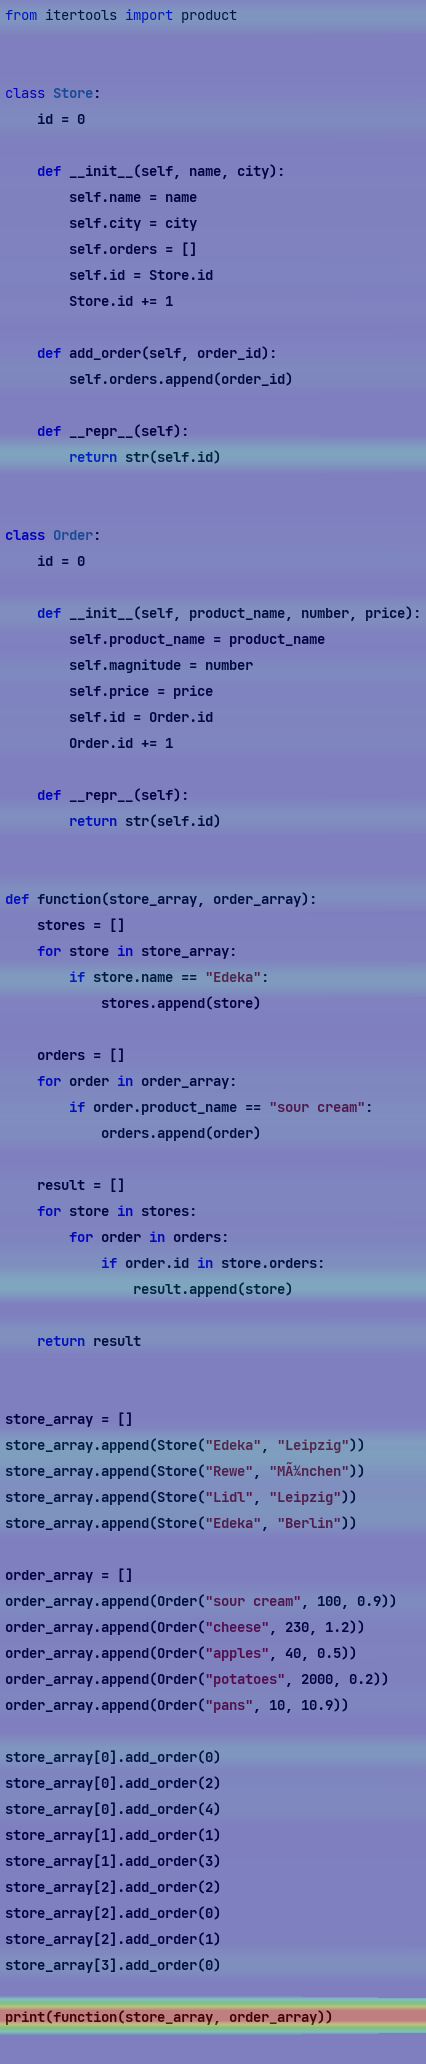 from itertools import product
class Store:
    id = 0
    def __init__(self, name, city):
        self.name = name
        self.city = city
        self.orders = []
        self.id = Store.id
        Store.id += 1
    def add_order(self, order_id):
        self.orders.append(order_id)
    def __repr__(self):
        return str(self.id)
class Order:
    id = 0
    def __init__(self, product_name, number, price):
        self.product_name = product_name
        self.magnitude = number
        self.price = price
        self.id = Order.id
        Order.id += 1
    def __repr__(self):
        return str(self.id)
def function(store_array, order_array):
    stores = []
    for store in store_array:
        if store.name == "Edeka":
            stores.append(store)
    orders = []
    for order in order_array:
        if order.product_name == "sour cream":
            orders.append(order)
    result = []
    for store in stores:
        for order in orders:
            if order.id in store.orders:
                result.append(store)
    return result
store_array = []
store_array.append(Store("Edeka", "Leipzig"))
store_array.append(Store("Rewe", "MÃ¼nchen"))
store_array.append(Store("Lidl", "Leipzig"))
store_array.append(Store("Edeka", "Berlin"))
order_array = []
order_array.append(Order("sour cream", 100, 0.9))
order_array.append(Order("cheese", 230, 1.2))
order_array.append(Order("apples", 40, 0.5))
order_array.append(Order("potatoes", 2000, 0.2))
order_array.append(Order("pans", 10, 10.9))
store_array[0].add_order(0)
store_array[0].add_order(2)
store_array[0].add_order(4)
store_array[1].add_order(1)
store_array[1].add_order(3)
store_array[2].add_order(2)
store_array[2].add_order(0)
store_array[2].add_order(1)
store_array[3].add_order(0)
print(function(store_array, order_array))